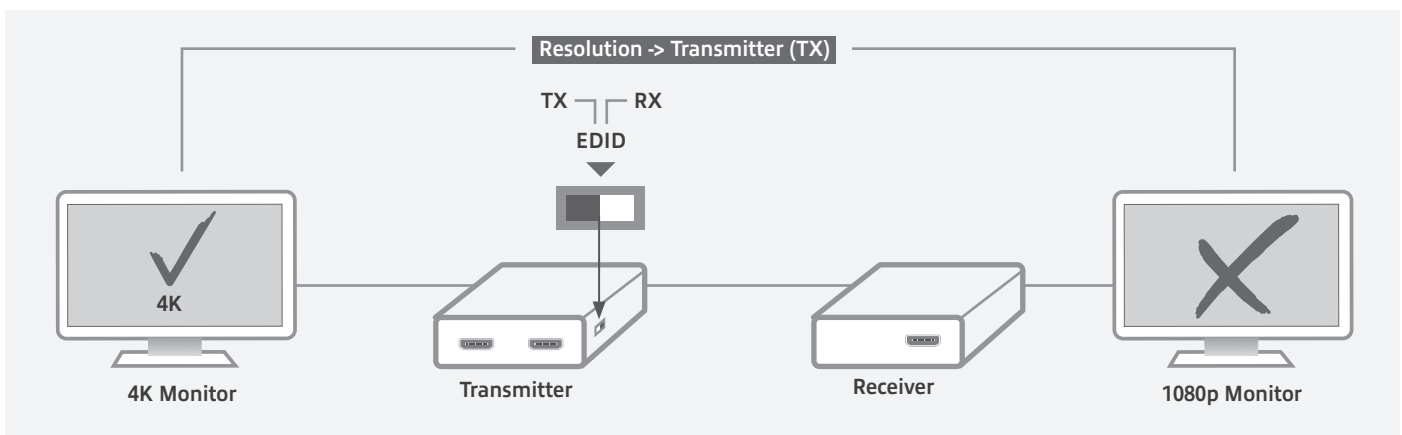 Resolution -> Transmitter (TX)
TX RX
EDID
4K
4K Monitor
Transmitter
Receiver
1080p Monitor